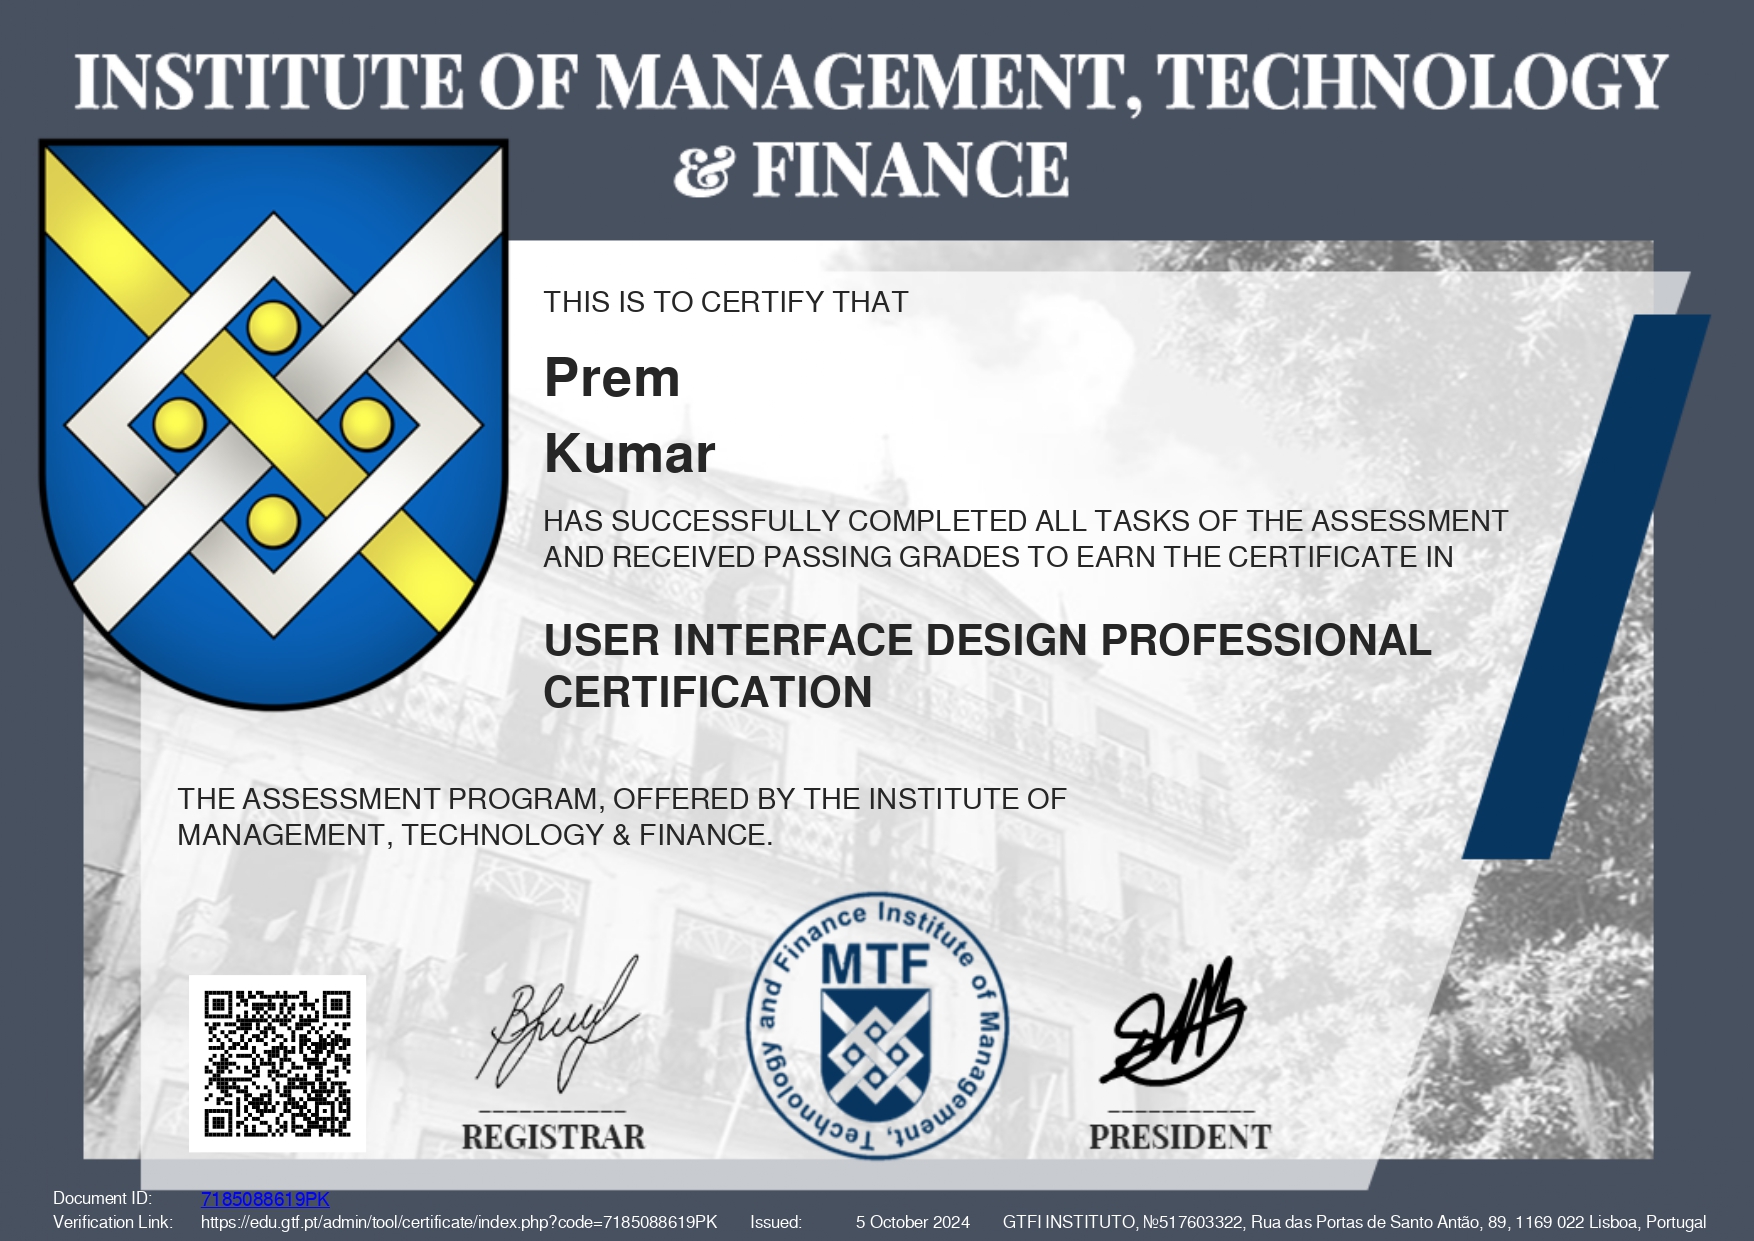 INSTITUTE OF MANAGEMENT, TECHNOLOGY
& FINANCE
THIS IS TO CERTIFY THAT
Prem
Kumar
HAS SUCCESSFULLY COMPLETED ALL TASKS OF THE ASSESSMENT
AND RECEIVED PASSING GRADES TO EARN THE CERTIFICATE IN
USER INTERFACE DESIGN PROFESSIONAL
CERTIFICATION
THE ASSESSMENT PROGRAM, OFFERED BY THE INSTITUTE OF
MANAGEMENT, TECHNOLOGY & FINANCE.
Institute of Management, Technology and Finance
MTF
REGISTRAR
PRESIDENT
Document ID: 7185088619PK
Verification Link: https://edu.gtf.pt/admin/tool/certificate/index.php?code=7185088619PK Issued: 5 October 2024 GTFI INSTITUTO, №517603322, Rua das Portas de Santo Antão, 89, 1169 022 Lisboa, Portugal